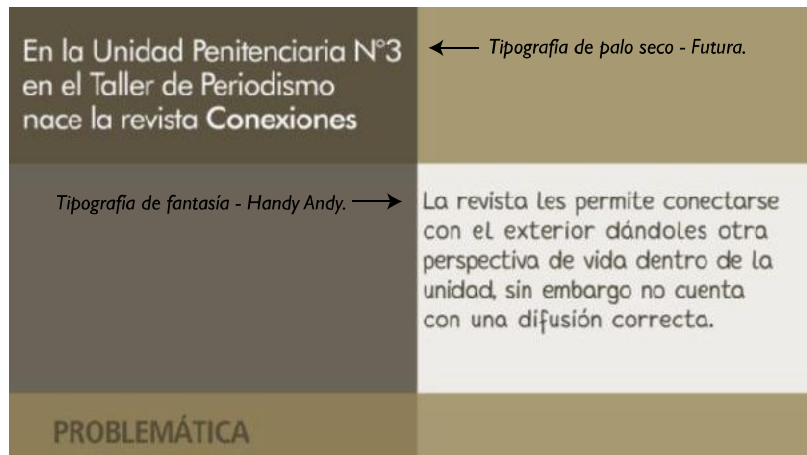 En la Unidad Penitenciaria N°3
en el Taller de Periodismo
nace la revista Conexiones
Tipografía de palo seco - Futura.
Tipografía de fantasía - Handy Andy.
La revista les permite conectarse
con el exterior dándoles otra
perspectiva de vida dentro de la
unidad, sin embargo no cuenta
con una difusión correcta.
PROBLEMÁTICA